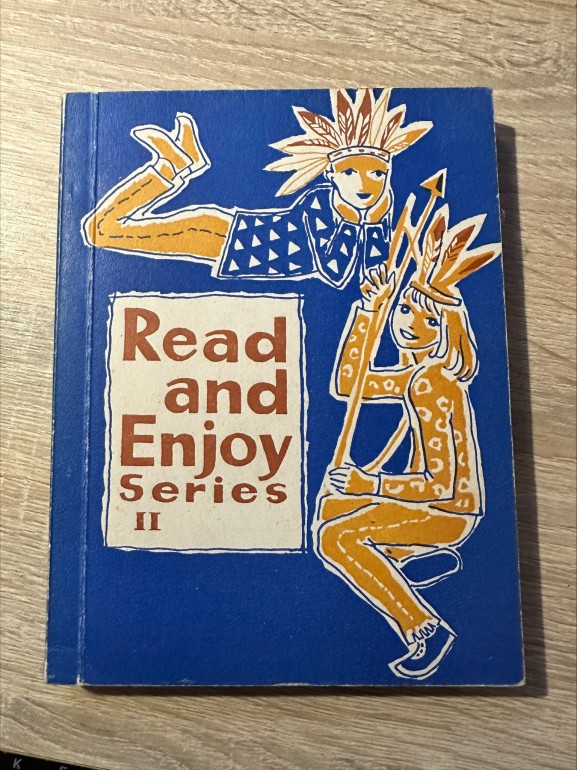 Read
and
Enjoy
Series
II
K